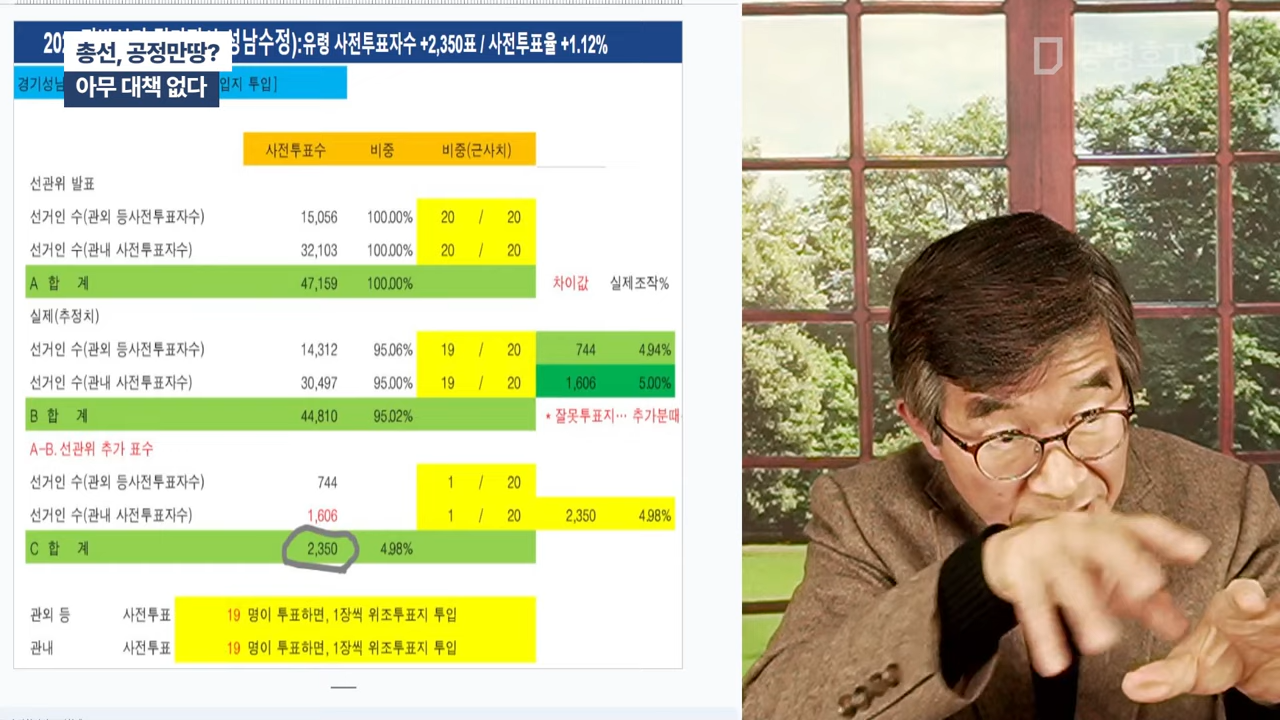 성남수정):유령 사전투표자수 +2,350표 / 사전투표율 +1.12%
총선, 공정만땅?
아무 대책 없다
경기성남 투입]
공병호TV
사전투표수 비중 비중(근사치)
선관위 발표
선거인 수(관외 등사전투표자수) 15,056 100.00% 20 / 20
선거인 수(관내 사전투표자수) 32,103 100.00% 20 / 20
A 합 계 47,159 100.00% 차이값 실제조작%
실제(추정치)
선거인 수(관외 등사전투표자수) 14,312 95.06% 19 / 20 744 4.94%
선거인 수(관내 사전투표자수) 30,497 95.00% 19 / 20 1,606 5.00%
B 합 계 44,810 95.02% * 잘못투표지… 추가분때
A-B. 선관위 추가 표수
선거인 수(관외 등사전투표자수) 744 1 / 20
선거인 수(관내 사전투표자수) 1,606 1 / 20 2,350 4.98%
C 합 계 2,350 4.98%
관외 등 사전투표 19 명이 투표하면, 1장씩 위조투표지 투입
관내 사전투표 19 명이 투표하면, 1장씩 위조투표지 투입